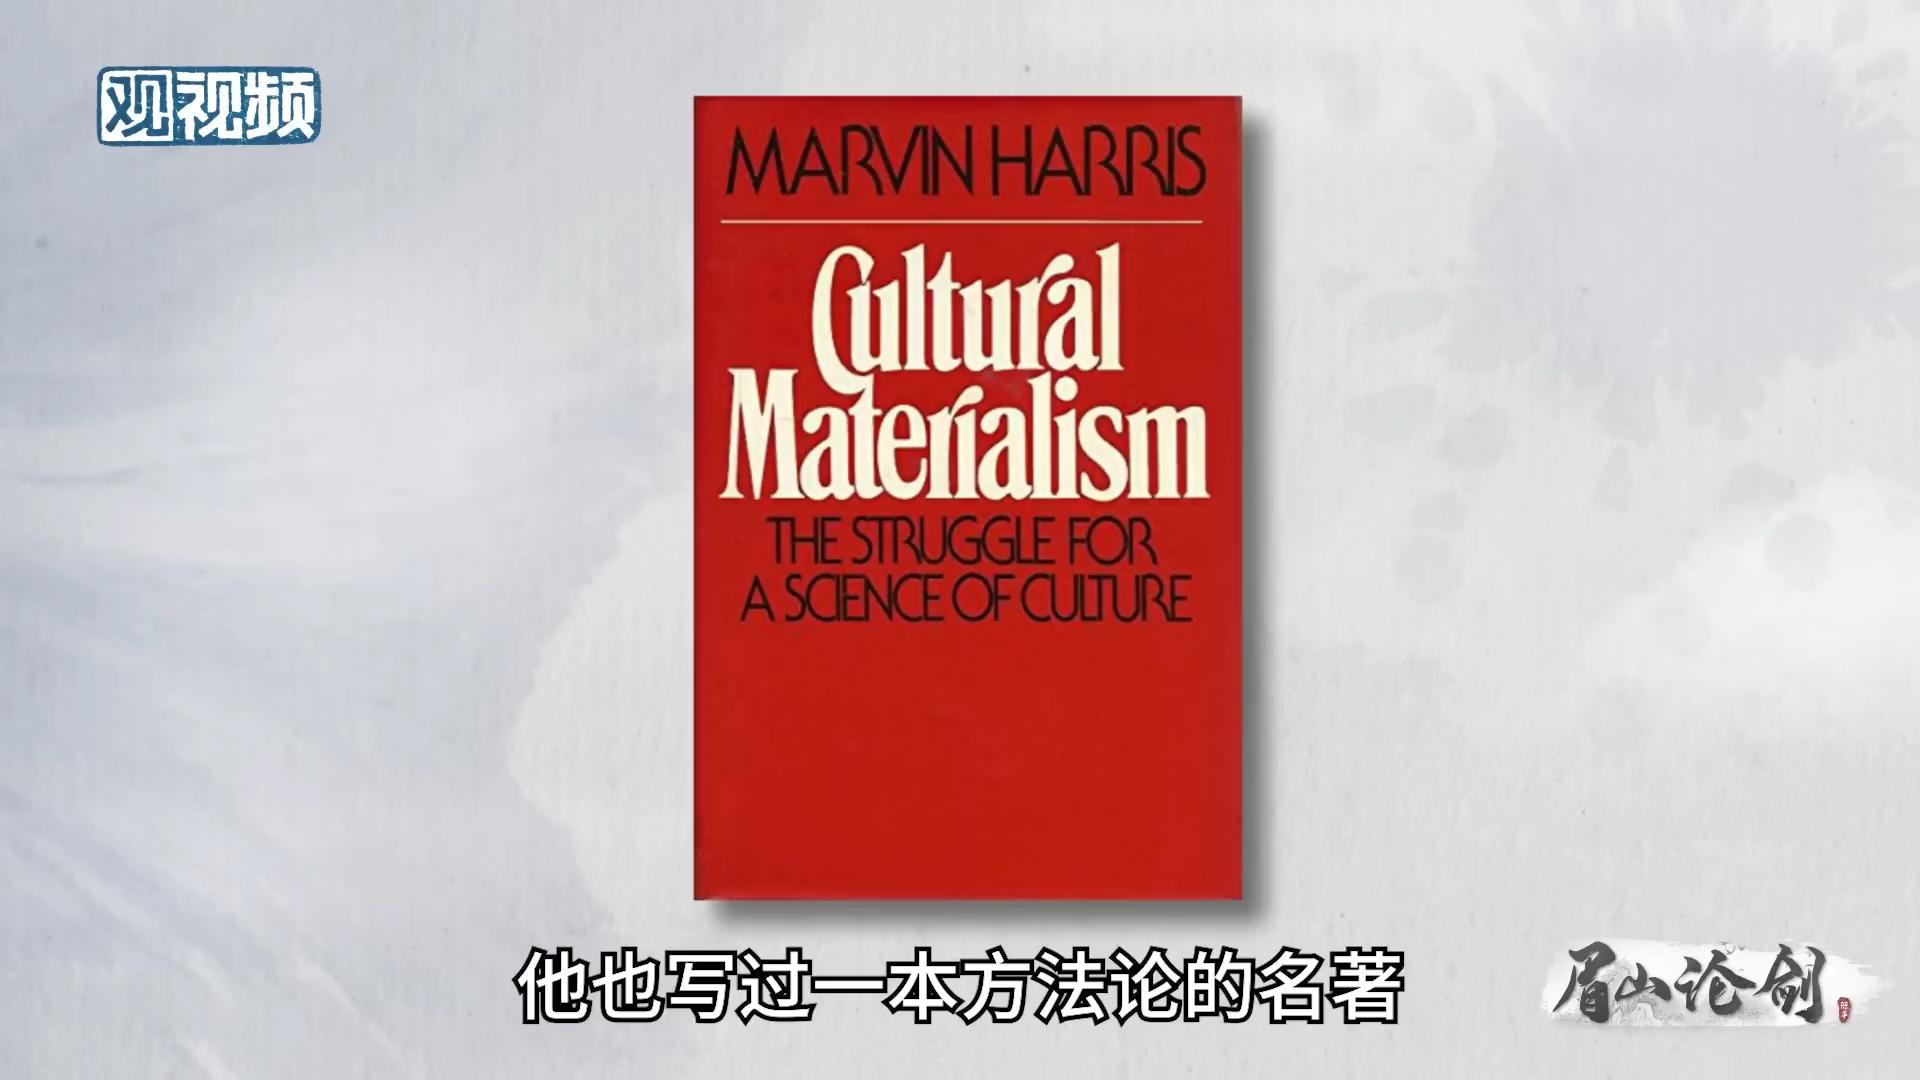 观视频
MARVIN HARRIS
Cultural
Materialism
THE STRUGGLE FOR
A SCIENCE OF CULTURE
他也写过一本方法论的名著
眉山论剑